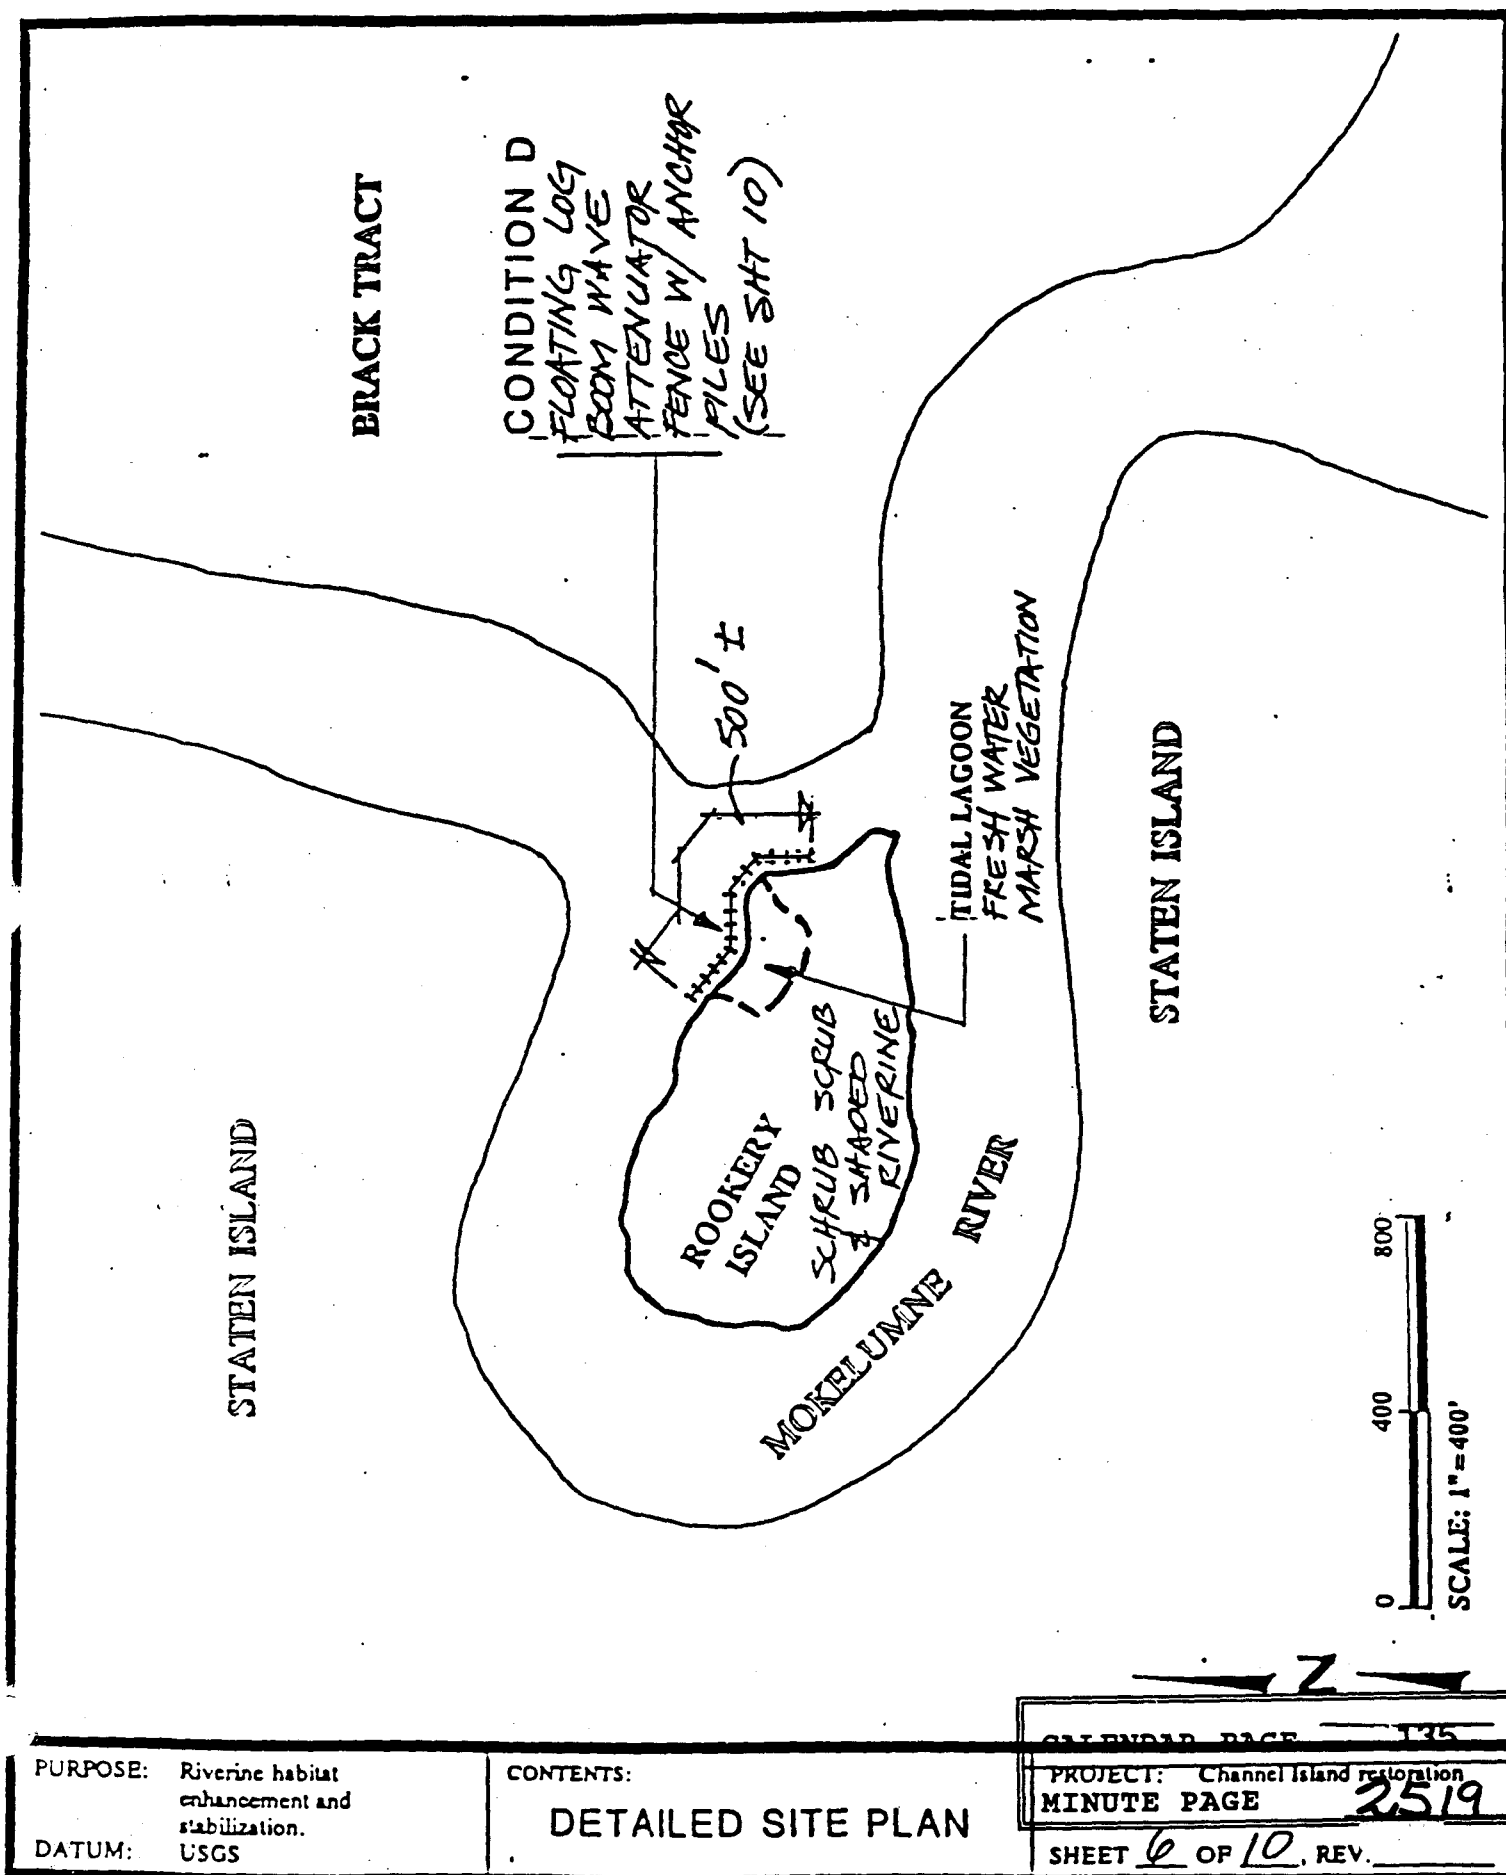 BRACK TRACT
CONDITION D
FLOATING LOG
BOOM WAVE
ATTENUATOR
FENCE W/ ANCHOR
PILES
(SEE SHT 10)
500' ±
TIDAL LAGOON
FRESH WATER
MARSH VEGETATION
STATEN ISLAND
STATEN ISLAND
ROOKERY
ISLAND
SCHRUB SCRUB
& SHADED
RIVERINE
MOKELUMNE RIVER
0 400 800
SCALE: 1"=400'
Z
CALENDAR PAGE 135
PURPOSE: Riverine habitat
enhancement and
stabilization.
DATUM: USGS
CONTENTS:
DETAILED SITE PLAN
PROJECT: Channel Island restoration
MINUTE PAGE 2519
SHEET 6 OF 10, REV.